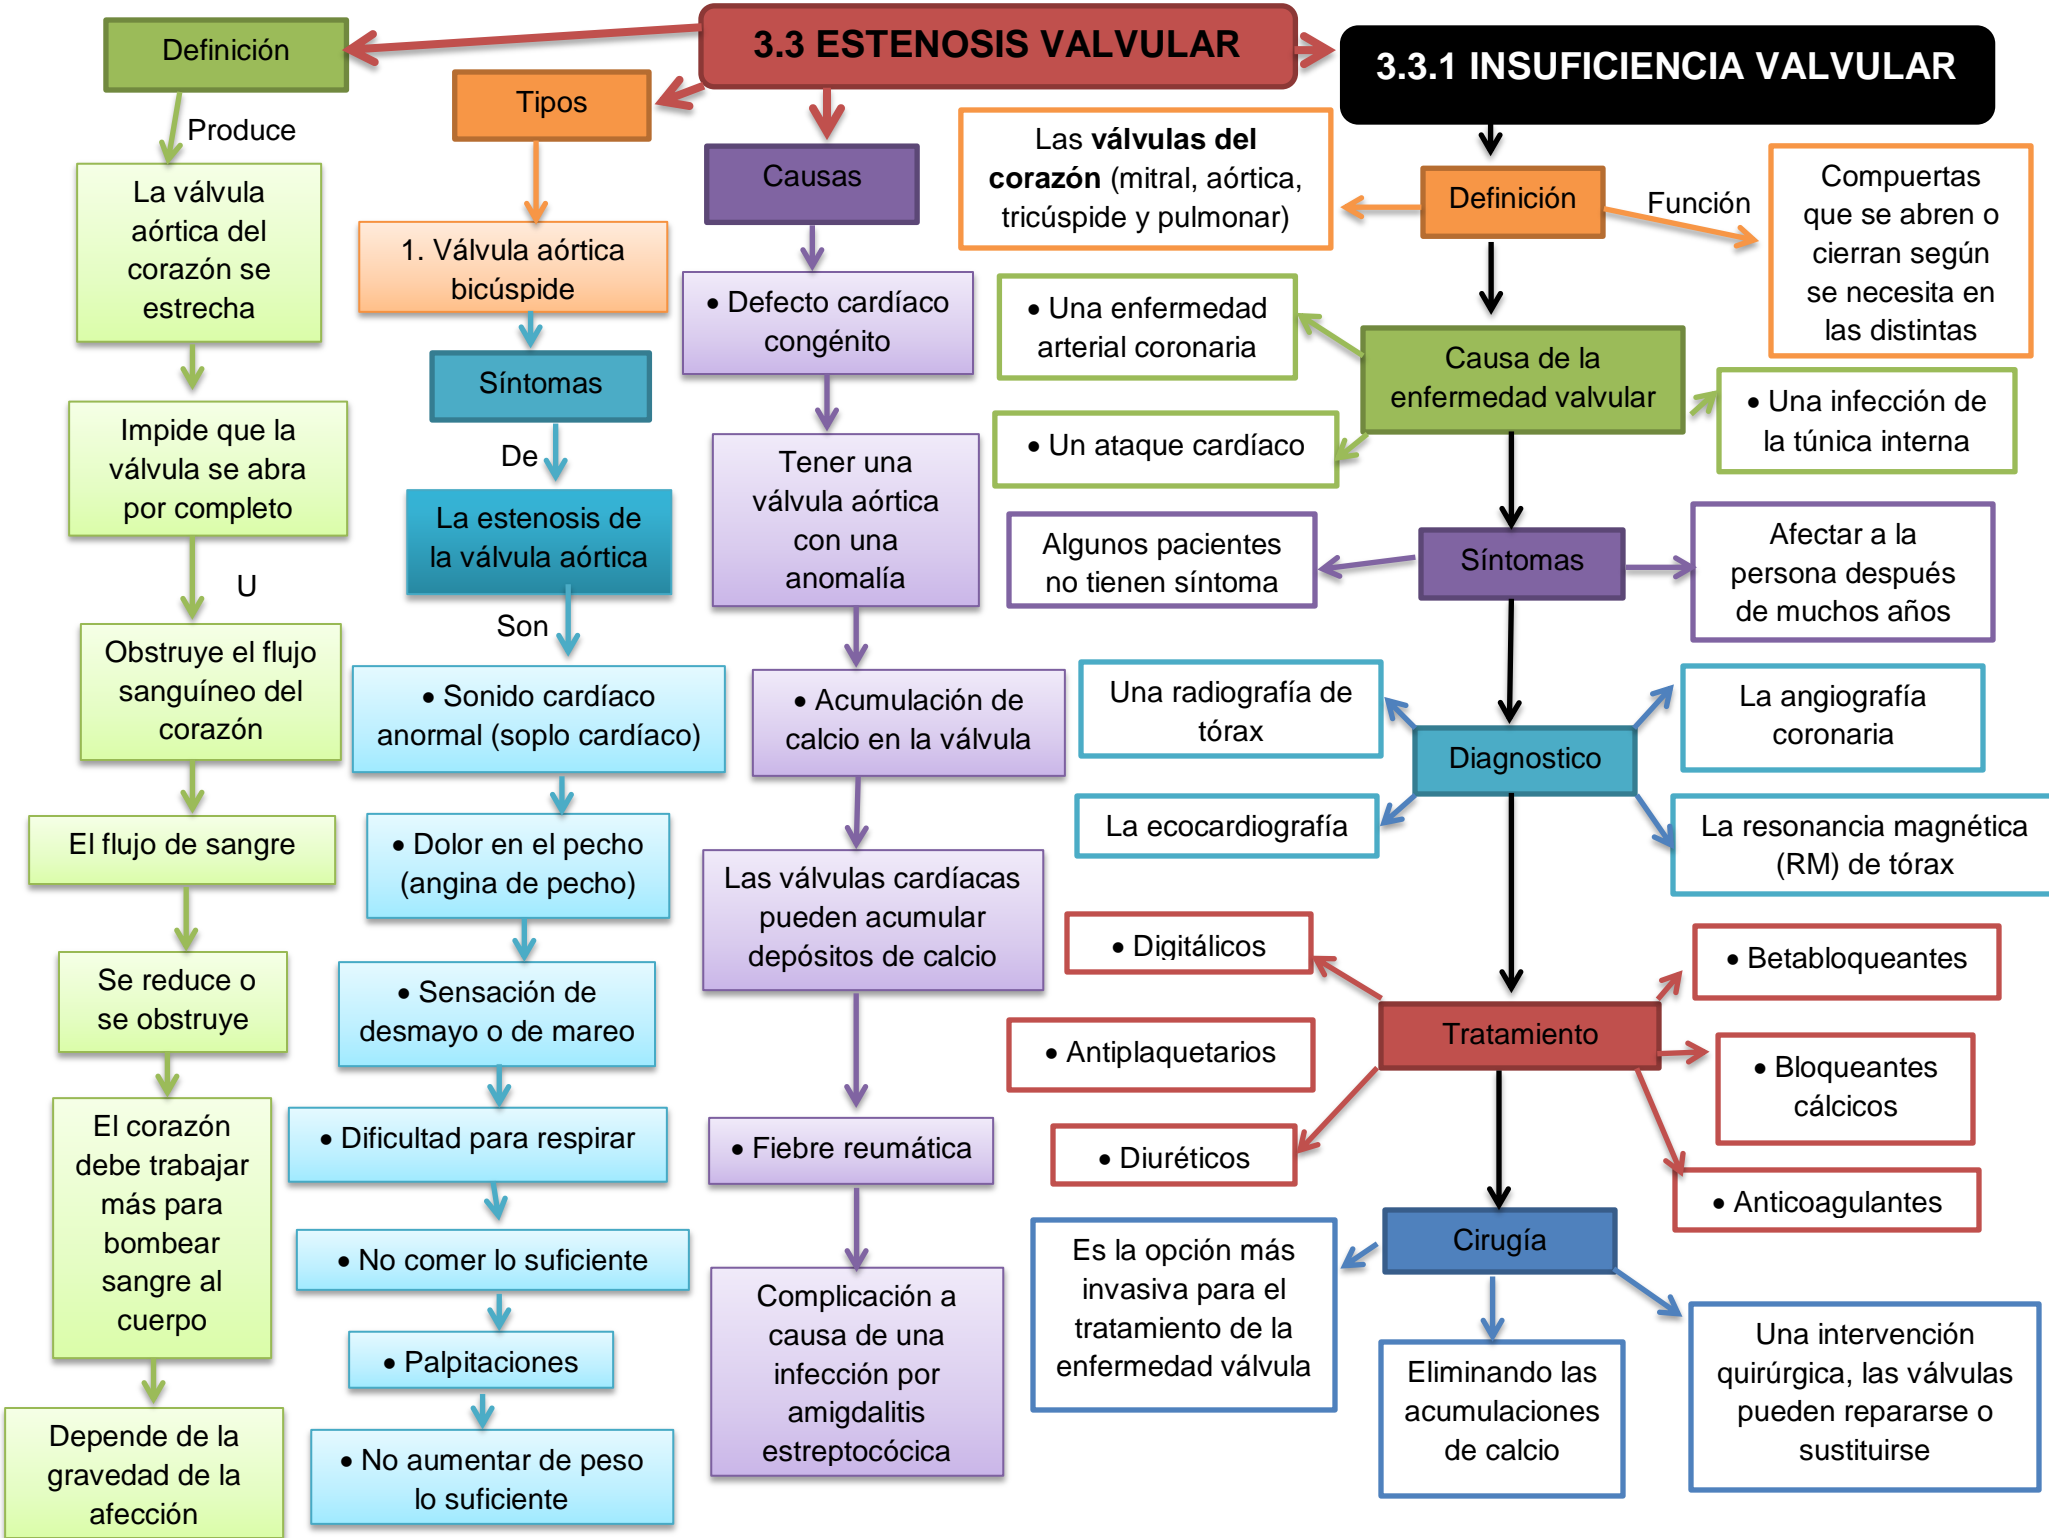 3.3 ESTENOSIS VALVULAR
Definición
Produce
La válvula
aórtica del
corazón se
estrecha
Impide que la
válvula se abra
por completo
U
Obstruye el flujo
sanguíneo del
corazón
El flujo de sangre
Se reduce o
se obstruye
El corazón
debe trabajar
más para
bombear
sangre al
cuerpo
Depende de la
gravedad de la
afección
Tipos
1. Válvula aórtica
bicúspide
Síntomas
De
La estenosis de
la válvula aórtica
Son
• Sonido cardíaco
anormal (soplo cardíaco)
• Dolor en el pecho
(angina de pecho)
• Sensación de
desmayo o de mareo
• Dificultad para respirar
• No comer lo suficiente
• Palpitaciones
• No aumentar de peso
lo suficiente
Causas
• Defecto cardíaco
congénito
Tener una
válvula aórtica
con una
anomalía
• Acumulación de
calcio en la válvula
Las válvulas cardíacas
pueden acumular
depósitos de calcio
• Fiebre reumática
Complicación a
causa de una
infección por
amigdalitis
estreptocócica
3.3.1 INSUFICIENCIA VALVULAR
Definición
Las válvulas del
corazón (mitral, aórtica,
tricúspide y pulmonar)
Función
Compuertas
que se abren o
cierran según
se necesita en
las distintas
Causa de la
enfermedad valvular
• Una enfermedad
arterial coronaria
• Un ataque cardíaco
• Una infección de
la túnica interna
Síntomas
Algunos pacientes
no tienen síntoma
Afectar a la
persona después
de muchos años
Diagnostico
Una radiografía de
tórax
La ecocardiografía
La angiografía
coronaria
La resonancia magnética
(RM) de tórax
Tratamiento
• Digitálicos
• Antiplaquetarios
• Diuréticos
• Betabloqueantes
• Bloqueantes
cálcicos
• Anticoagulantes
Cirugía
Es la opción más
invasiva para el
tratamiento de la
enfermedad válvula
Eliminando las
acumulaciones
de calcio
Una intervención
quirúrgica, las válvulas
pueden repararse o
sustituirse